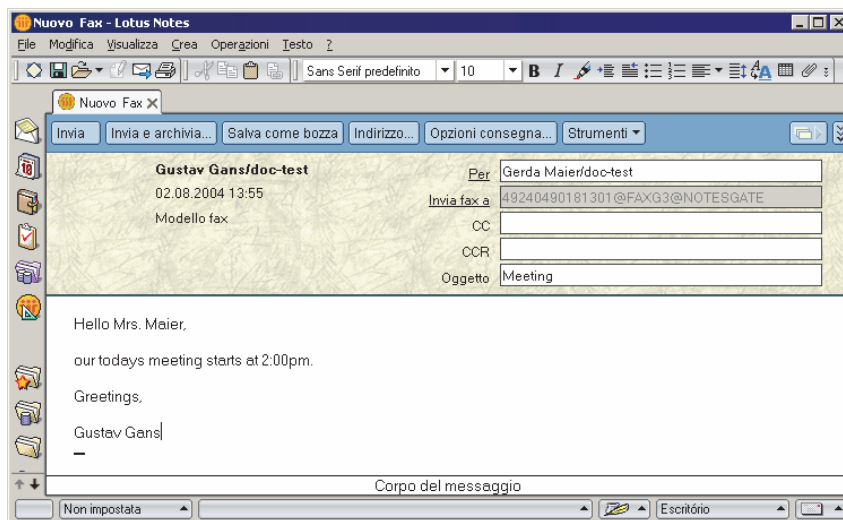 Nuovo Fax - Lotus Notes
File Modifica Visualizza Crea Operazioni Testo ?
Sans Serif predefinito 10 B I
Nuovo Fax
Invia Invia e archivia... Salva come bozza Indirizzo... Opzioni consegna... Strumenti
Gustav Gans/doc-test Per Gerda Maier/doc-test
02.08.2004 13:55 Invia fax a 49240490181301@FAXG3@NOTESGATE
Modello fax CC
CCR
Oggetto Meeting
Hello Mrs. Maier,
our todays meeting starts at 2:00pm.
Greetings,
Gustav Gans
Corpo del messaggio
Non impostata Escritório